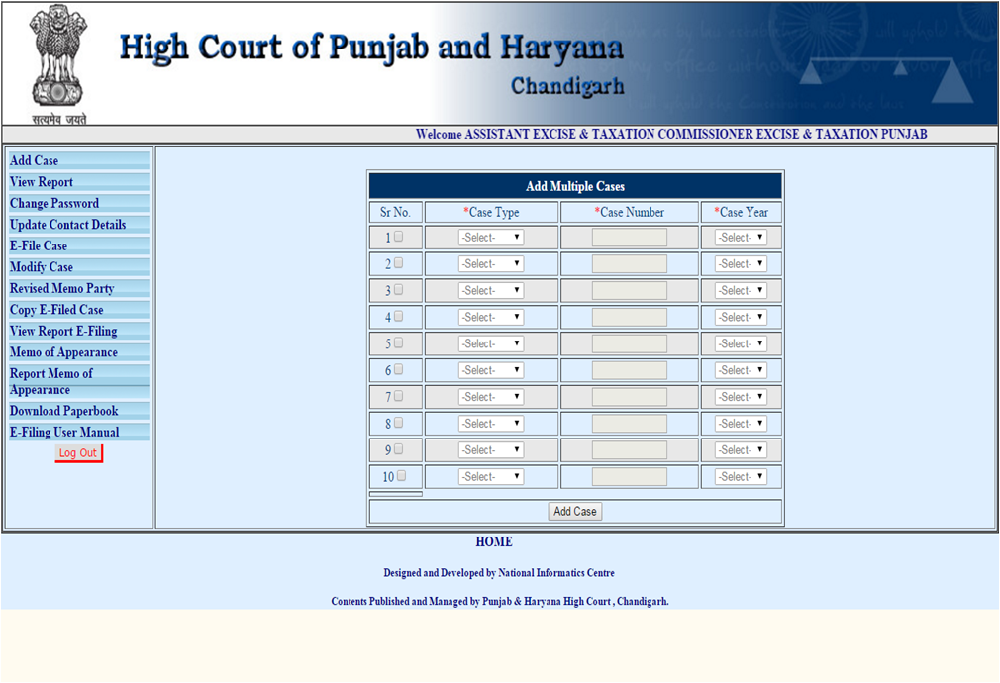 High Court of Punjab and Haryana
Chandigarh
सत्यमेव जयते
Welcome ASSISTANT EXCISE & TAXATION COMMISSIONER EXCISE & TAXATION PUNJAB
Add Case
View Report
Change Password
Update Contact Details
E-File Case
Modify Case
Revised Memo Party
Copy E-Filed Case
View Report E-Filing
Memo of Appearance
Report Memo of
Appearance
Download Paperbook
E-Filing User Manual
Log Out
Add Multiple Cases
Sr No. *Case Type *Case Number *Case Year
1 -Select- -Select-
2 -Select- -Select-
3 -Select- -Select-
4 -Select- -Select-
5 -Select- -Select-
6 -Select- -Select-
7 -Select- -Select-
8 -Select- -Select-
9 -Select- -Select-
10 -Select- -Select-
Add Case
HOME
Designed and Developed by National Informatics Centre
Contents Published and Managed by Punjab & Haryana High Court , Chandigarh.